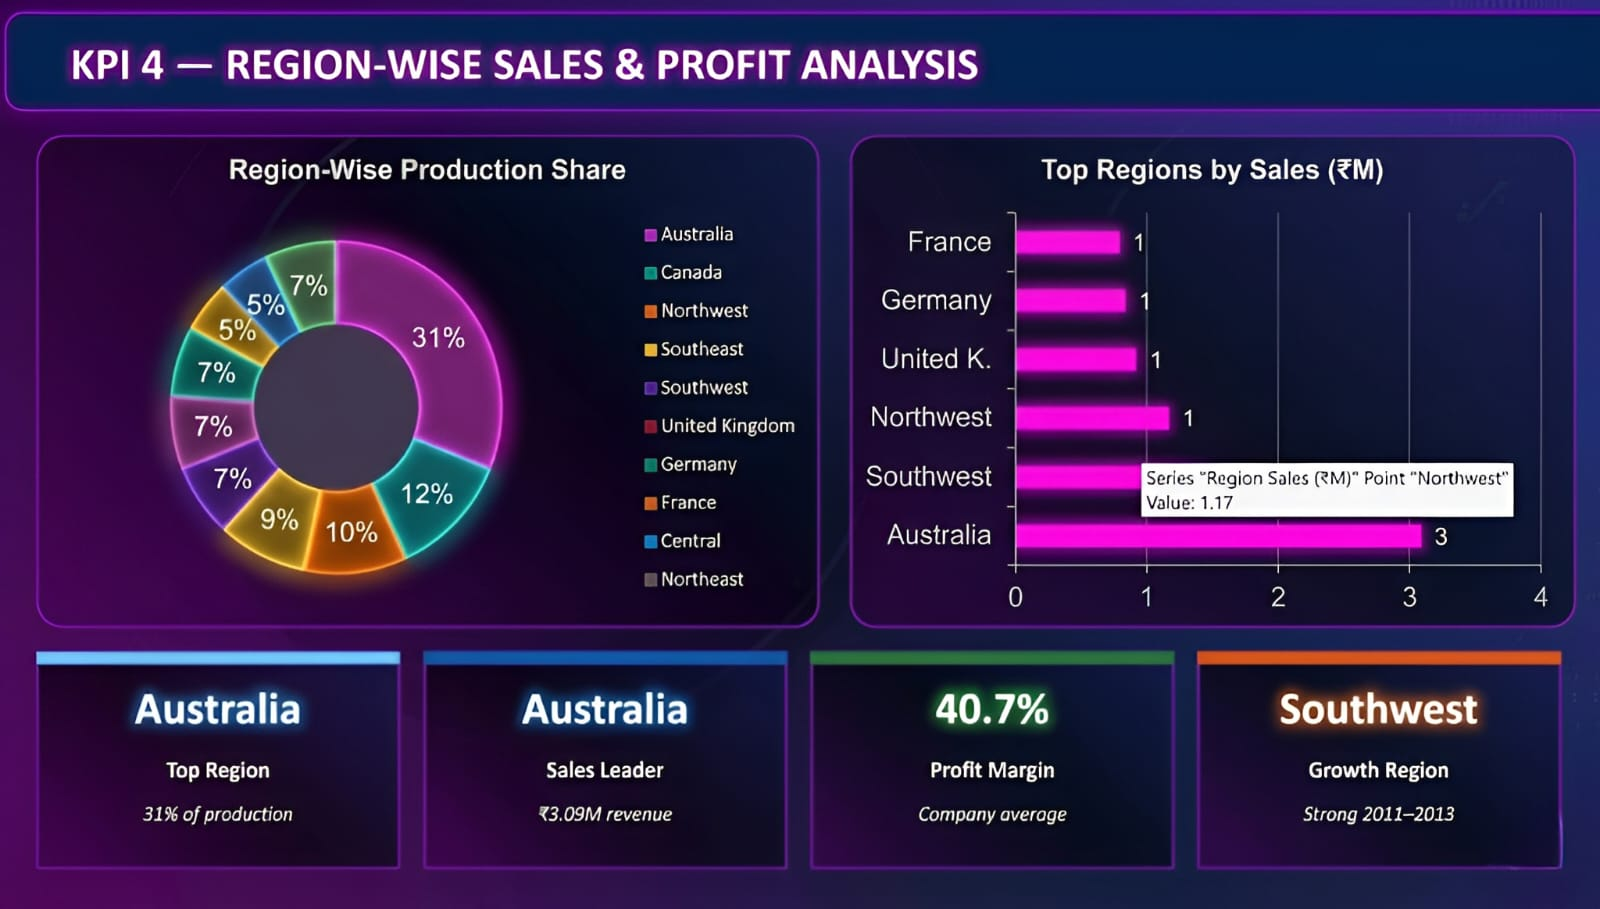 KPI 4 — REGION-WISE SALES & PROFIT ANALYSIS
Region-Wise Production Share
31%
12%
10%
9%
7%
7%
7%
5%
5%
7%
Australia
Canada
Northwest
Southeast
Southwest
United Kingdom
Germany
France
Central
Northeast
Top Regions by Sales (₹M)
France 1
Germany 1
United K. 1
Northwest 1
Southwest
Series "Region Sales (₹M)" Point "Northwest"
Value: 1.17
Australia 3
0 1 2 3 4
Australia
Top Region
31% of production
Australia
Sales Leader
₹3.09M revenue
40.7%
Profit Margin
Company average
Southwest
Growth Region
Strong 2011–2013